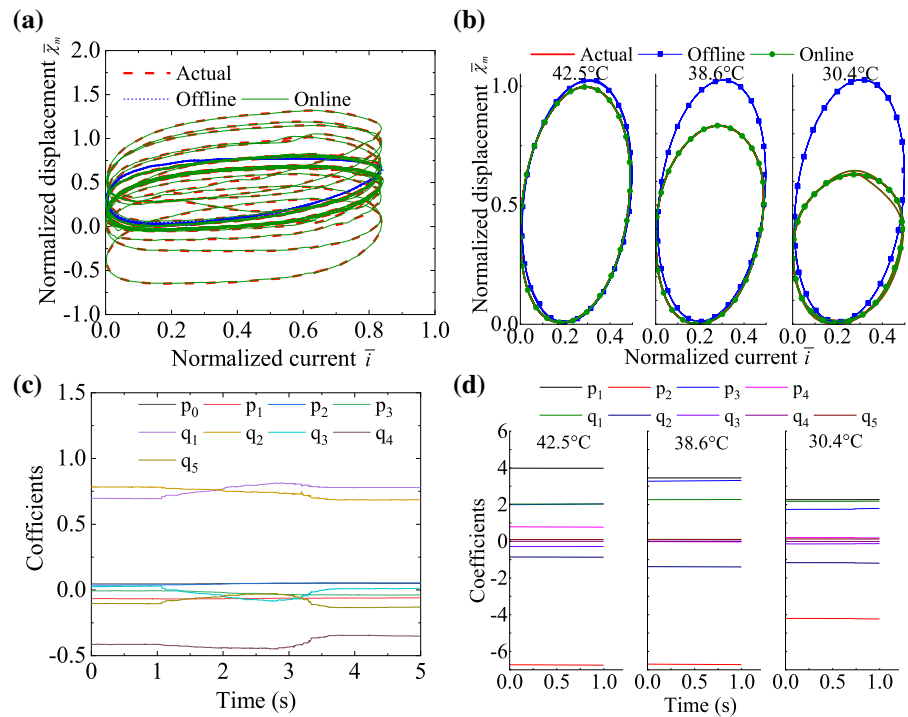 (a)
Normalized displacement χ̄ₘ
2.0
1.5
1.0
0.5
0.0
-0.5
-1.0
Actual
Offline Online
0.0 0.2 0.4 0.6 0.8 1.0
Normalized current i̅
(b)
Normalized displacement χ̄ₘ
Actual Offline Online
42.5°C 38.6°C 30.4°C
1.0
0.5
0.0
0.0 0.2 0.4 0.0 0.2 0.4 0.0 0.2 0.4
Normalized current i̅
(c)
Cofficients
1.5
1.0
0.5
0.0
-0.5
p₀ p₁ p₂ p₃
q₁ q₂ q₃ q₄
q₅
0 1 2 3 4 5
Time (s)
(d)
p₁ p₂ p₃ p₄
q₁ q₂ q₃ q₄ q₅
Coefficients
42.5°C 38.6°C 30.4°C
6
4
2
0
-2
-4
-6
0.0 0.5 1.0 0.0 0.5 1.0 0.0 0.5 1.0
Time (s)